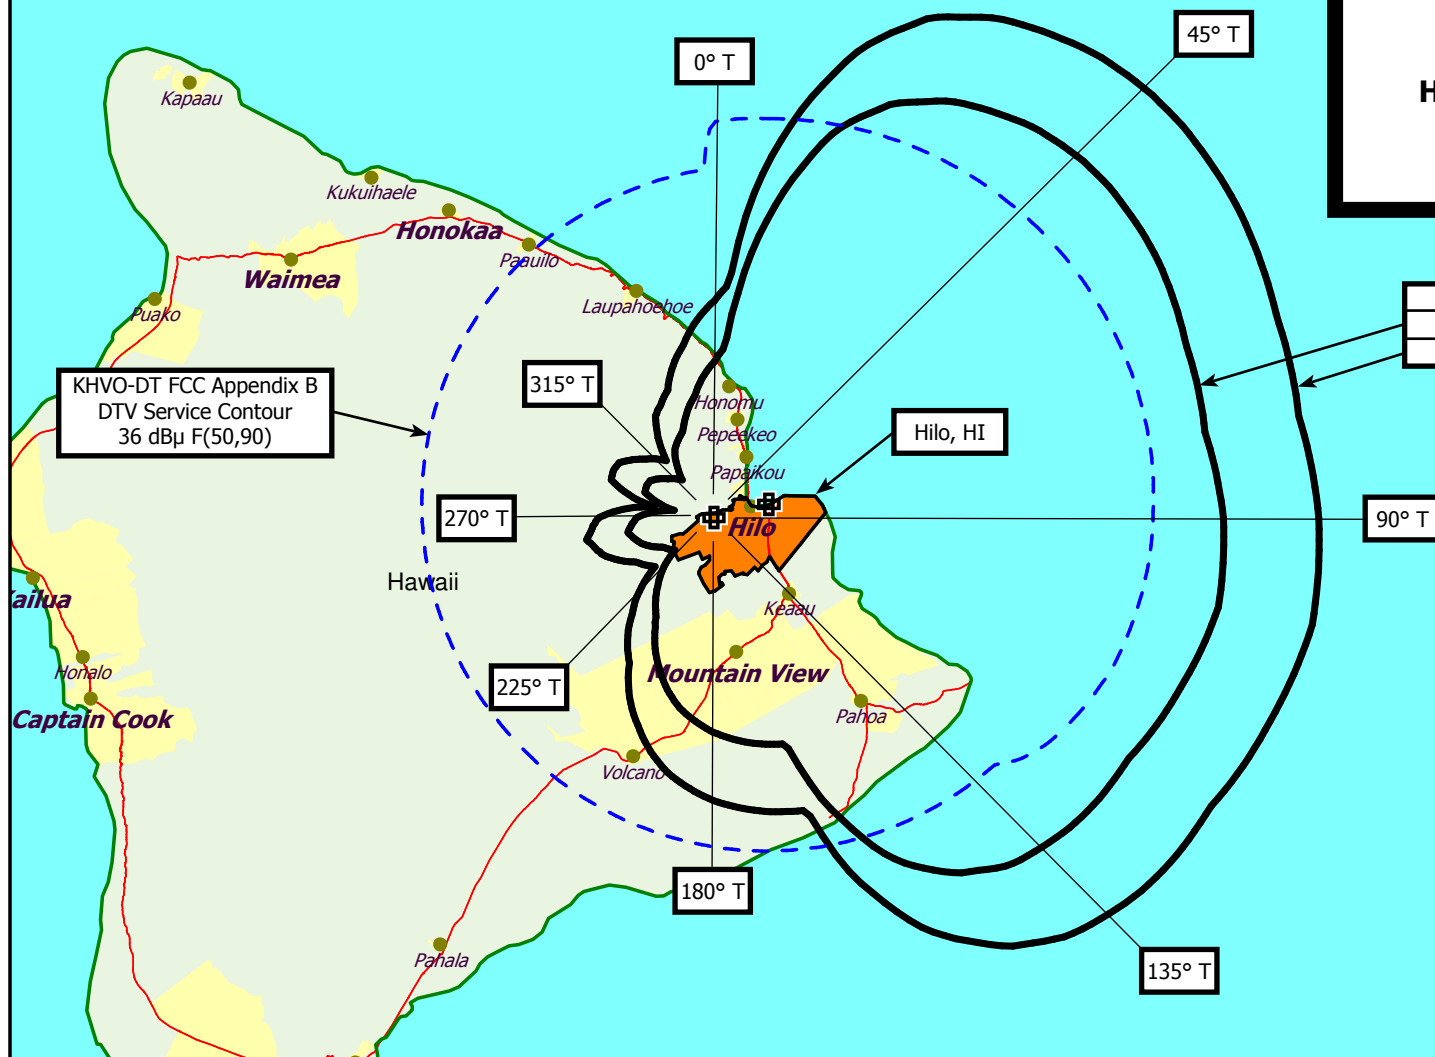 45° T
0° T
H
Kapaau
Kukuihaele
Honokaa
Paauilo
Waimea
Laupahoehoe
Puako
KHVO-DT FCC Appendix B
DTV Service Contour
36 dBµ F(50,90)
315° T
Honomu
Pepeekeo
Hilo, HI
Papaikou
270° T
Hilo
90° T
Hawaii
ailua
Keaau
Honalo
Mountain View
225° T
Captain Cook
Pahoa
Volcano
180° T
Pahala
135° T